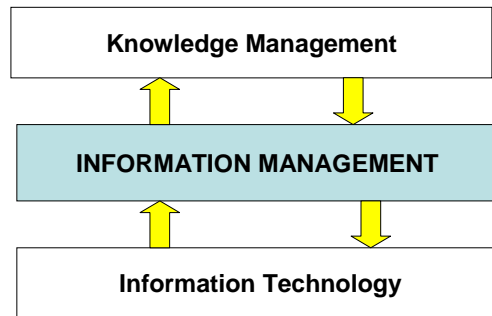 Knowledge Management
INFORMATION MANAGEMENT
Information Technology